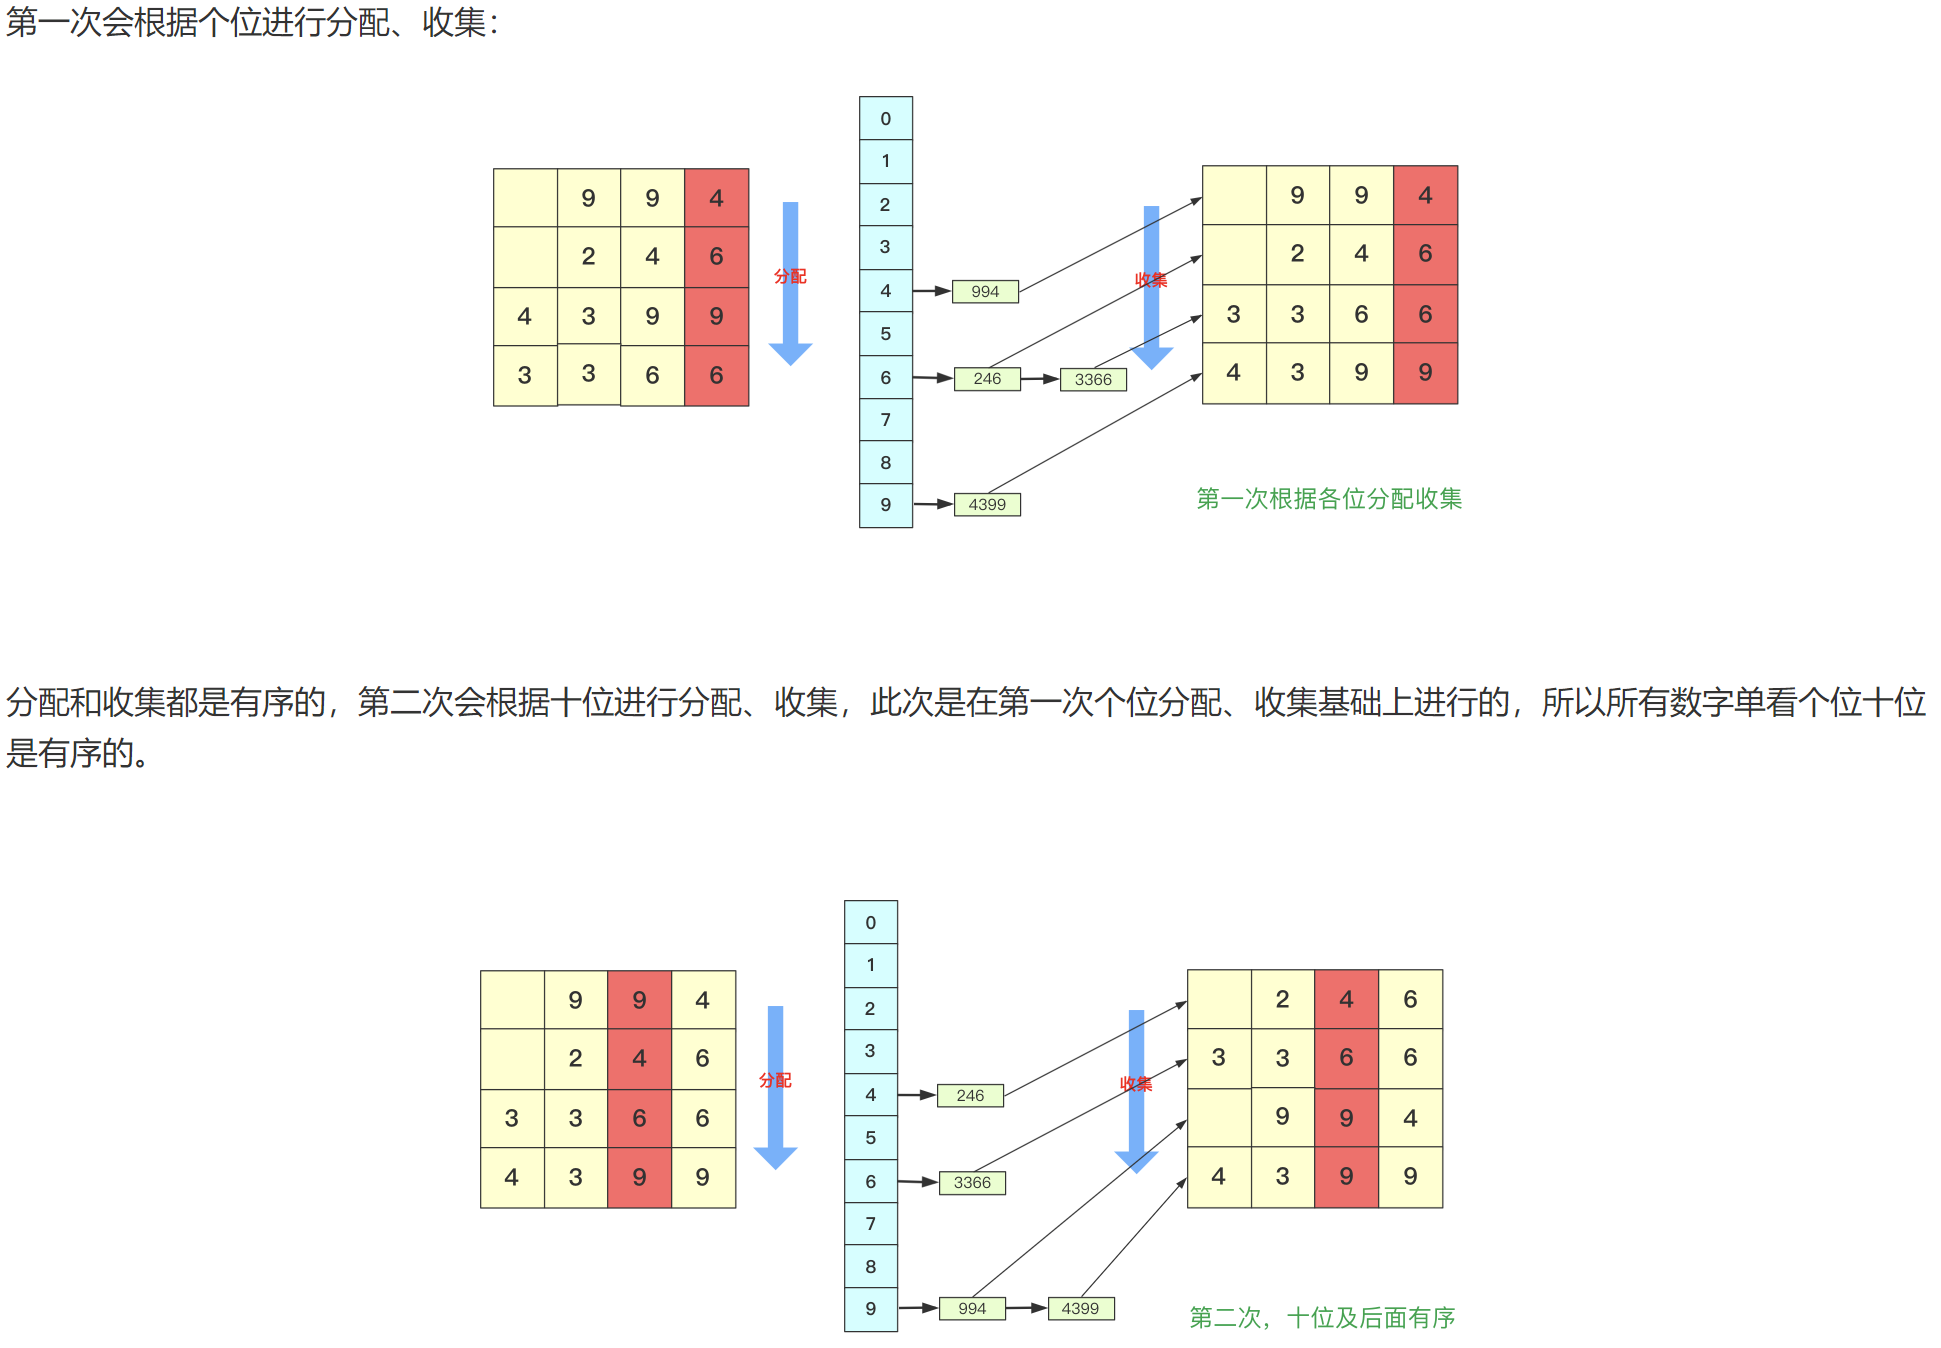 第一次会根据个位进行分配、收集：
0
1
2
3
4
5
6
7
8
9
9 9 4
2 4 6
4 3 9 9
3 3 6 6
分配
994
246
3366
4399
收集
9 9 4
2 4 6
3 3 6 6
4 3 9 9
第一次根据各位分配收集
分配和收集都是有序的，第二次会根据十位进行分配、收集，此次是在第一次个位分配、收集基础上进行的，所以所有数字单看个位十位
是有序的。
0
1
2
3
4
5
6
7
8
9
9 9 4
2 4 6
3 3 6 6
4 3 9 9
分配
246
3366
994
4399
收集
2 4 6
3 3 6 6
9 9 4
4 3 9 9
第二次，十位及后面有序